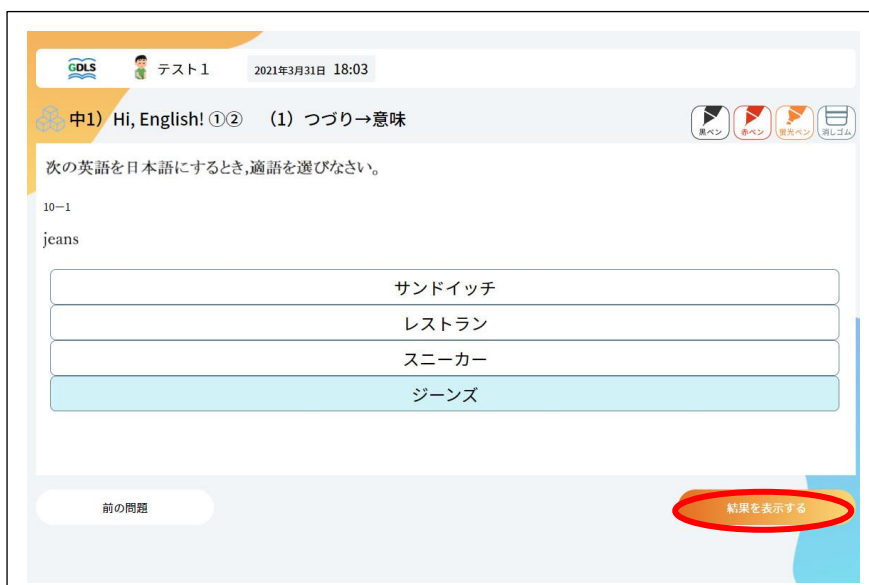 GDLS
テスト１
2021年3月31日 18:03
中1）Hi, English! ①②　（1）つづり→意味
黒ペン 赤ペン 蛍光ペン 消しゴム
次の英語を日本語にするとき,適語を選びなさい。
10−1
jeans
サンドイッチ
レストラン
スニーカー
ジーンズ
前の問題
結果を表示する